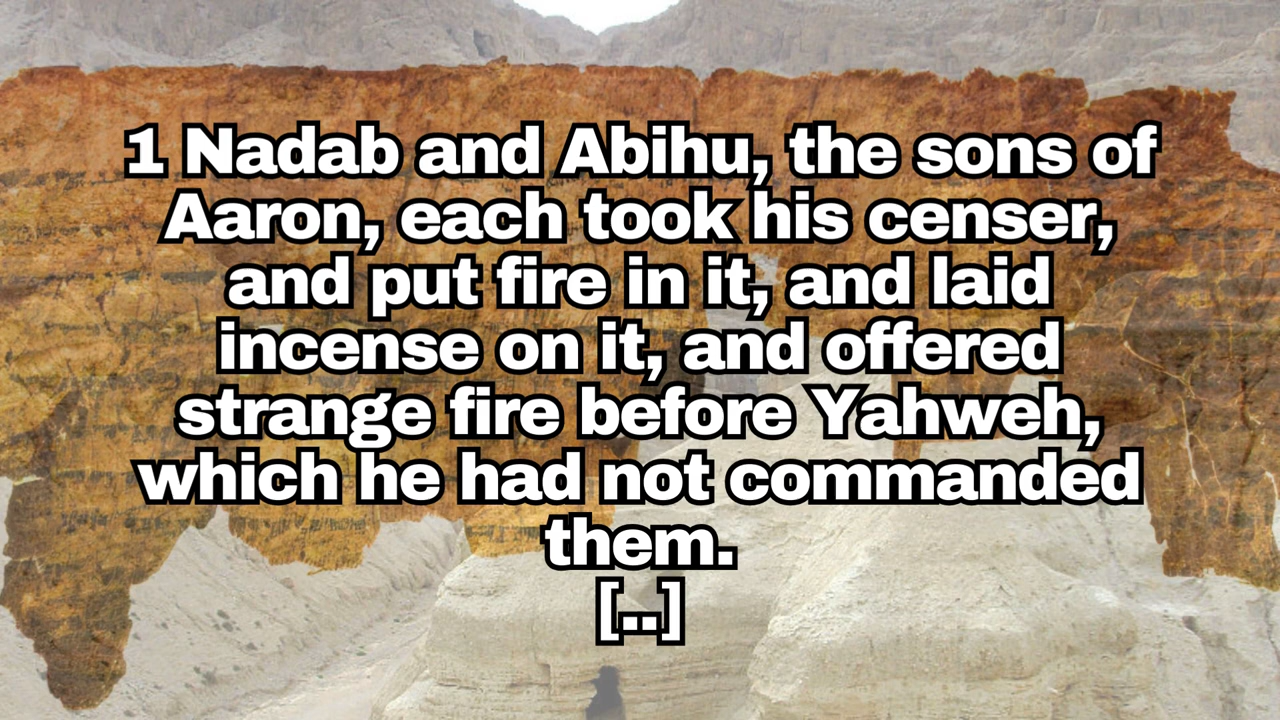 1 Nadab and Abihu, the sons of
Aaron, each took his censer,
and put fire in it, and laid
incense on it, and offered
strange fire before Yahweh,
which he had not commanded
them.
[..]